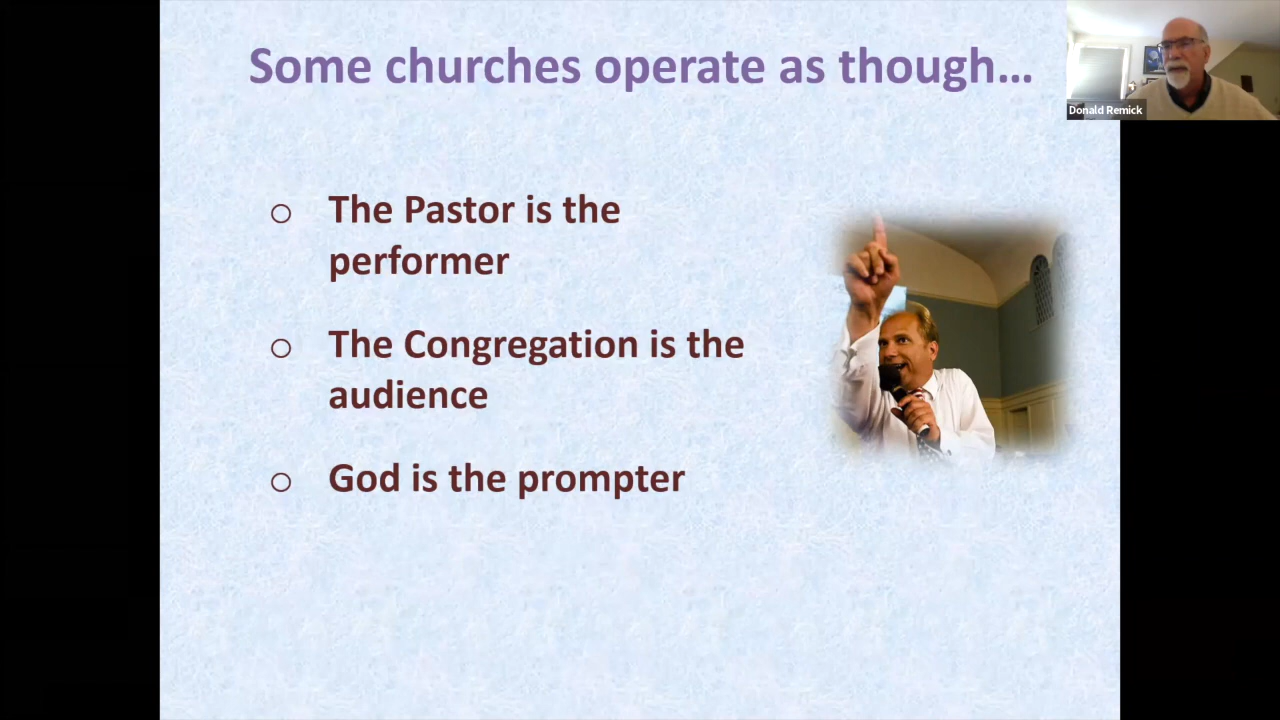 Some churches operate as though...
Donald Remick
o The Pastor is the
performer
o The Congregation is the
audience
o God is the prompter